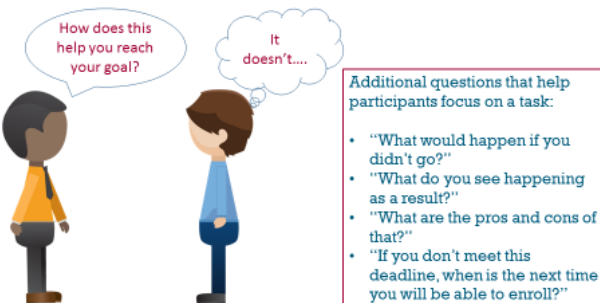 How does this
help you reach
your goal?
It
doesn't....
Additional questions that help
participants focus on a task:
• "What would happen if you
didn't go?"
• "What do you see happening
as a result?"
• "What are the pros and cons of
that?"
• "If you don't meet this
deadline, when is the next time
you will be able to enroll?"